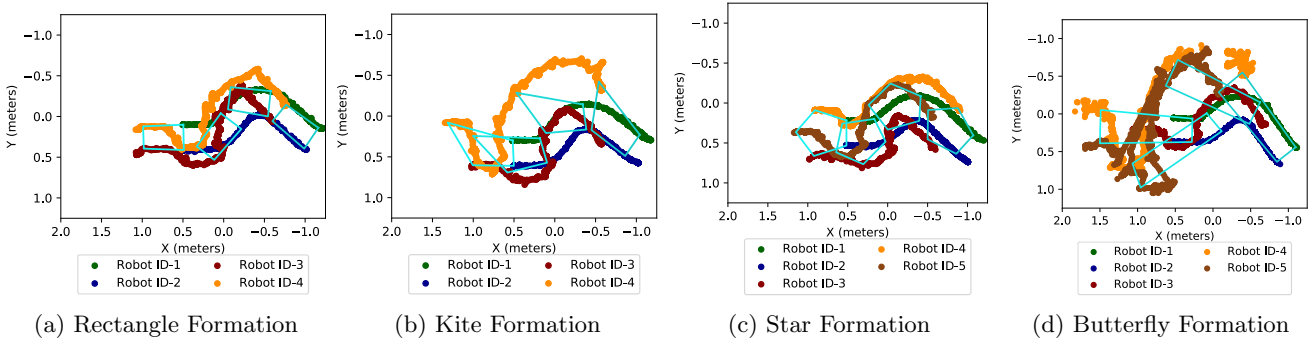 −1.0
−0.5
0.0
0.5
1.0
Y (meters)
2.0 1.5 1.0 0.5 0.0 −0.5 −1.0
X (meters)
Robot ID-1 Robot ID-3
Robot ID-2 Robot ID-4
(a) Rectangle Formation
−1.0
−0.5
0.0
0.5
1.0
Y (meters)
2.0 1.5 1.0 0.5 0.0 −0.5 −1.0
X (meters)
Robot ID-1 Robot ID-3
Robot ID-2 Robot ID-4
(b) Kite Formation
−1.0
−0.5
0.0
0.5
1.0
Y (meters)
2.0 1.5 1.0 0.5 0.0 −0.5 −1.0
X (meters)
Robot ID-1 Robot ID-4
Robot ID-2 Robot ID-5
Robot ID-3
(c) Star Formation
−1.0
−0.5
0.0
0.5
1.0
Y (meters)
2.0 1.5 1.0 0.5 0.0 −0.5 −1.0
X (meters)
Robot ID-1 Robot ID-4
Robot ID-2 Robot ID-5
Robot ID-3
(d) Butterfly Formation